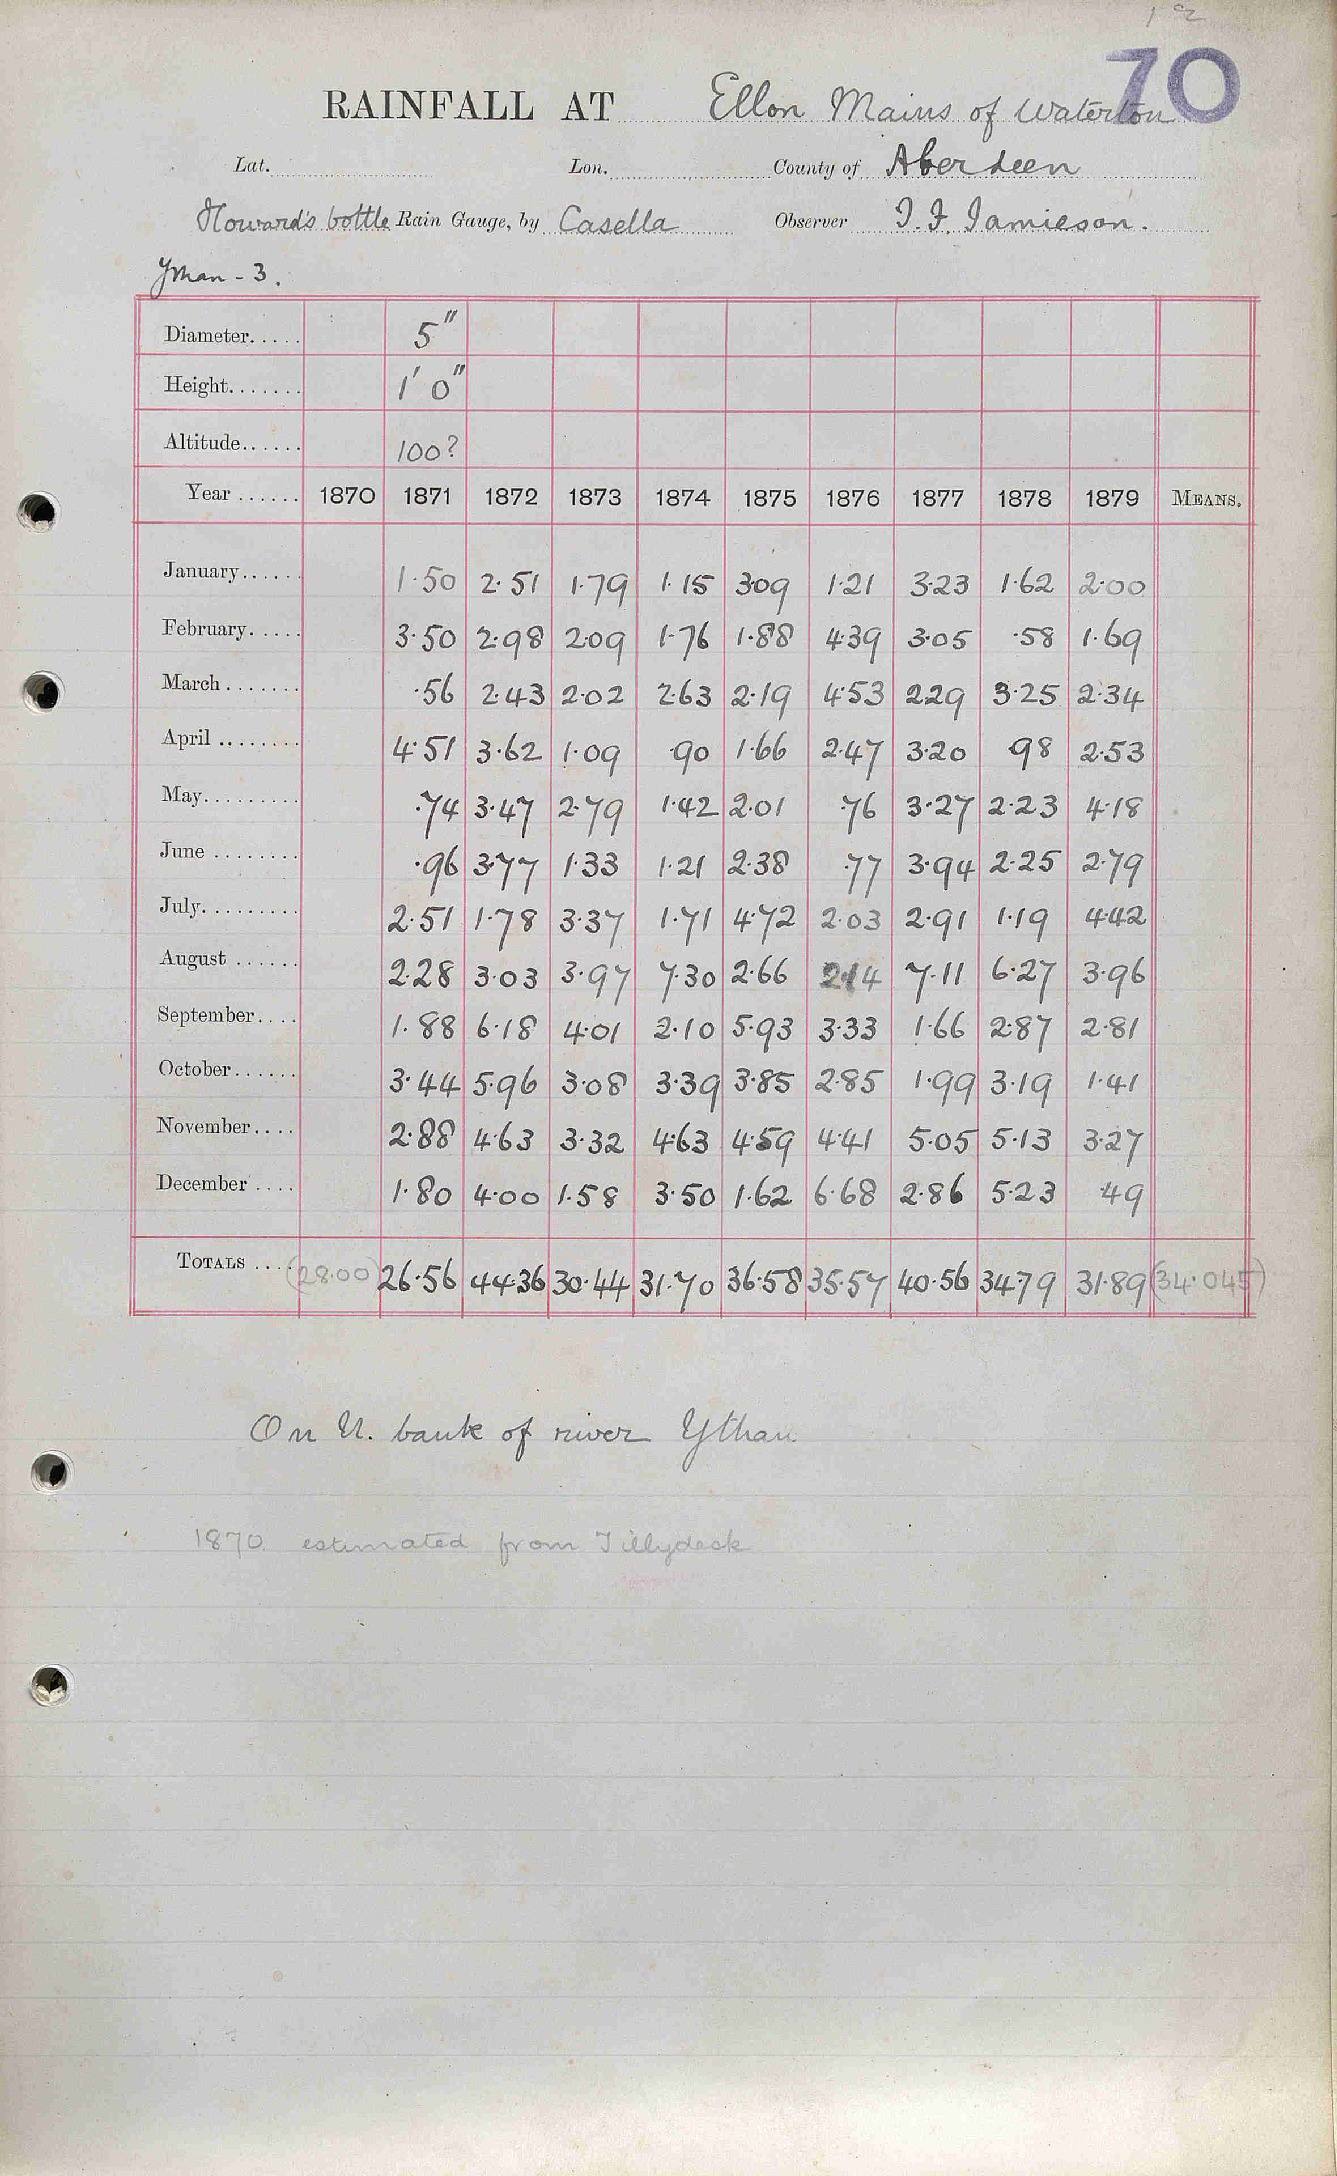 70
RAINFALL AT Ellon Mains of Waterton
Lat. Lon. County of Aberdeen
Howard's bottle Rain Gauge, by Casella Observer T. F. Jamieson.
Ythan - 3.
Diameter..... 5"
Height....... 1' 0"
Altitude...... 100?
Year ...... 1870 1871 1872 1873 1874 1875 1876 1877 1878 1879 MEANS.
January...... 1.50 2.51 1.79 1.15 3.09 1.21 3.23 1.62 2.00
February..... 3.50 2.98 2.09 1.76 1.88 4.39 3.05 .58 1.69
March ....... .56 2.43 2.02 2.63 2.19 4.53 2.29 3.25 2.34
April ........ 4.51 3.62 1.09 .90 1.66 2.47 3.20 .98 2.53
May......... .74 3.47 2.79 1.42 2.01 .76 3.27 2.23 4.18
June ........ .96 3.77 1.33 1.21 2.38 .77 3.94 2.25 2.79
July......... 2.51 1.78 3.37 1.71 4.72 2.03 2.91 1.19 4.42
August ...... 2.28 3.03 3.97 7.30 2.66 2.14 7.11 6.27 3.96
September.... 1.88 6.18 4.01 2.10 5.93 3.33 1.66 2.87 2.81
October...... 3.44 5.96 3.08 3.39 3.85 2.85 1.99 3.19 1.41
November.... 2.88 4.63 3.32 4.63 4.59 4.41 5.05 5.13 3.27
December .... 1.80 4.00 1.58 3.50 1.62 6.68 2.86 5.23 .49
TOTALS .... (28.00) 26.56 44.36 30.44 31.70 36.58 35.57 40.56 34.79 31.89 (34.045)
On N. bank of river Ythan
1870 estimated from Tillydesk